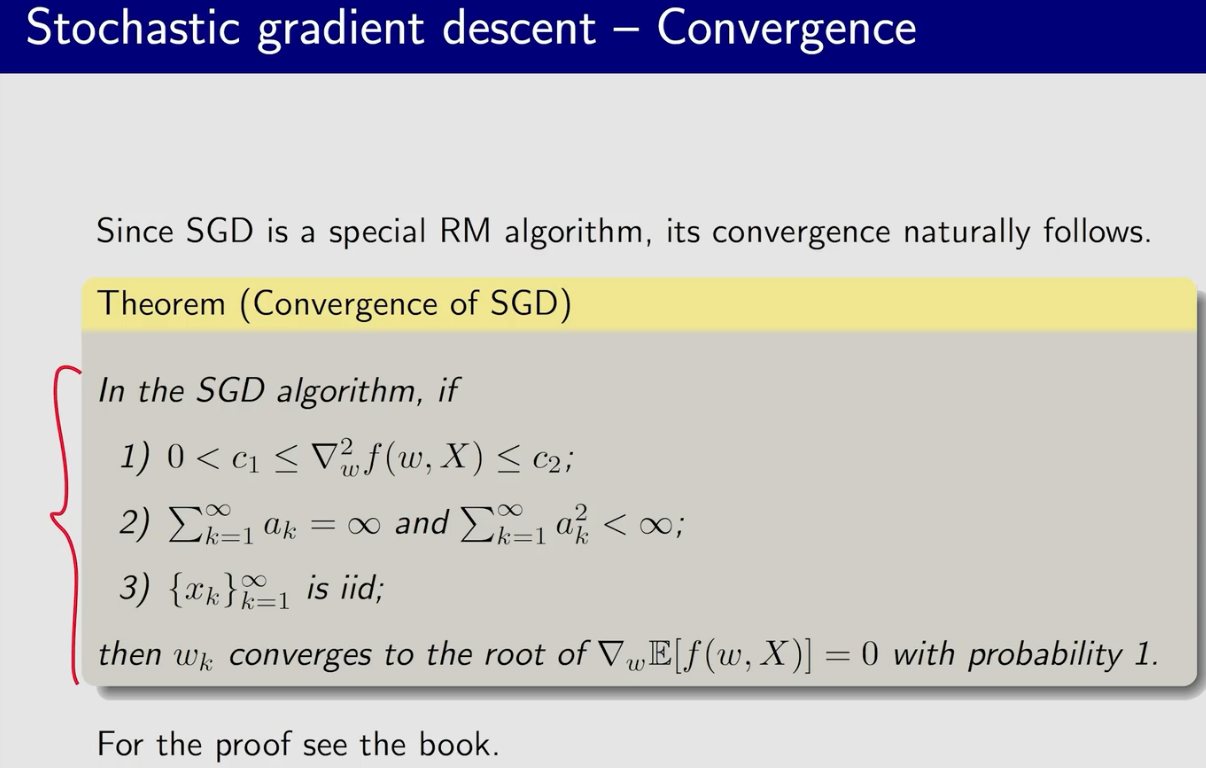 Stochastic gradient descent – Convergence
Since SGD is a special RM algorithm, its convergence naturally follows.
Theorem (Convergence of SGD)
In the SGD algorithm, if
1) $0 < c_1 \leq \nabla_w^2 f(w, X) \leq c_2$;
2) $\sum_{k=1}^{\infty} a_k = \infty$ and $\sum_{k=1}^{\infty} a_k^2 < \infty$;
3) $\{x_k\}_{k=1}^{\infty}$ is iid;
then $w_k$ converges to the root of $\nabla_w \mathbb{E}[f(w, X)] = 0$ with probability 1.
For the proof see the book.